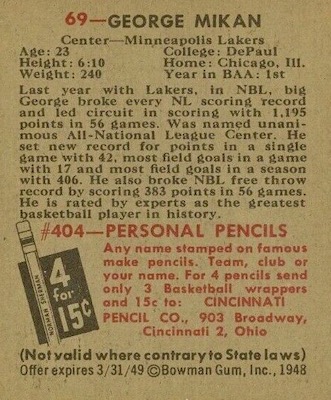 69—GEORGE MIKAN
Center—Minneapolis Lakers
Age: 23 College: DePaul
Height: 6:10 Home: Chicago, Ill.
Weight: 240 Year in BAA: 1st
Last year with Lakers, in NBL, big
George broke every NL scoring record
and led circuit in scoring with 1,195
points in 56 games. Was named unan-
imous All-National League Center. He
set new record for points in a single
game with 42, most field goals in a game
with 17 and most field goals in a season
with 406. He also broke NBL free throw
record by scoring 383 points in 56 games.
He is rated by experts as the greatest
basketball player in history.
#404—PERSONAL PENCILS
Any name stamped on famous
make pencils. Team, club or
your name. For 4 pencils send
only 3 Basketball wrappers
and 15c to: CINCINNATI
PENCIL CO., 903 Broadway,
Cincinnati 2, Ohio
NORMAN SHERMAN
4
for
15¢
(Not valid where contrary to State laws)
Offer expires 3/31/49 ©Bowman Gum, Inc., 1948